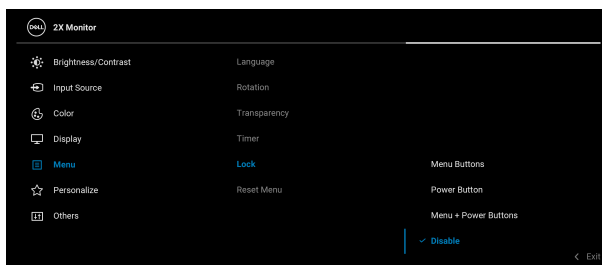 DELL 2X Monitor
Brightness/Contrast Language
Input Source Rotation
Color Transparency
Display Timer
Menu Lock Menu Buttons
Personalize Reset Menu Power Button
Others Menu + Power Buttons
Disable
Exit